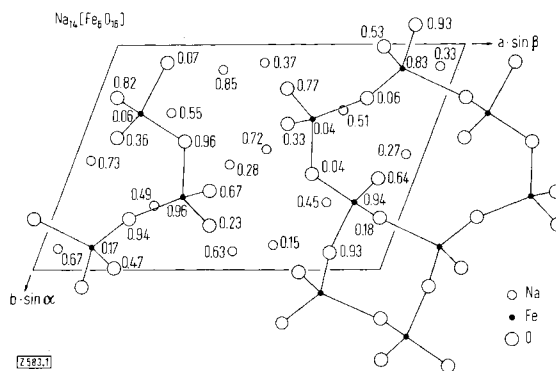 Na14[Fe6O16]
0.53 0.93
0.07 0.37 0.33 a·sin β
0.85 0.83
0.82 0.77
0.06 0.55 0.06
0.51
0.36 0.96 0.33 0.04
0.72
0.73 0.28 0.27
0.04
0.67 0.64
0.49 0.96 0.45 0.94
0.94 0.23 0.18
0.17 0.15
0.67 0.63 0.93
0.47
b·sin α
Na
Fe
O
Z 583.1